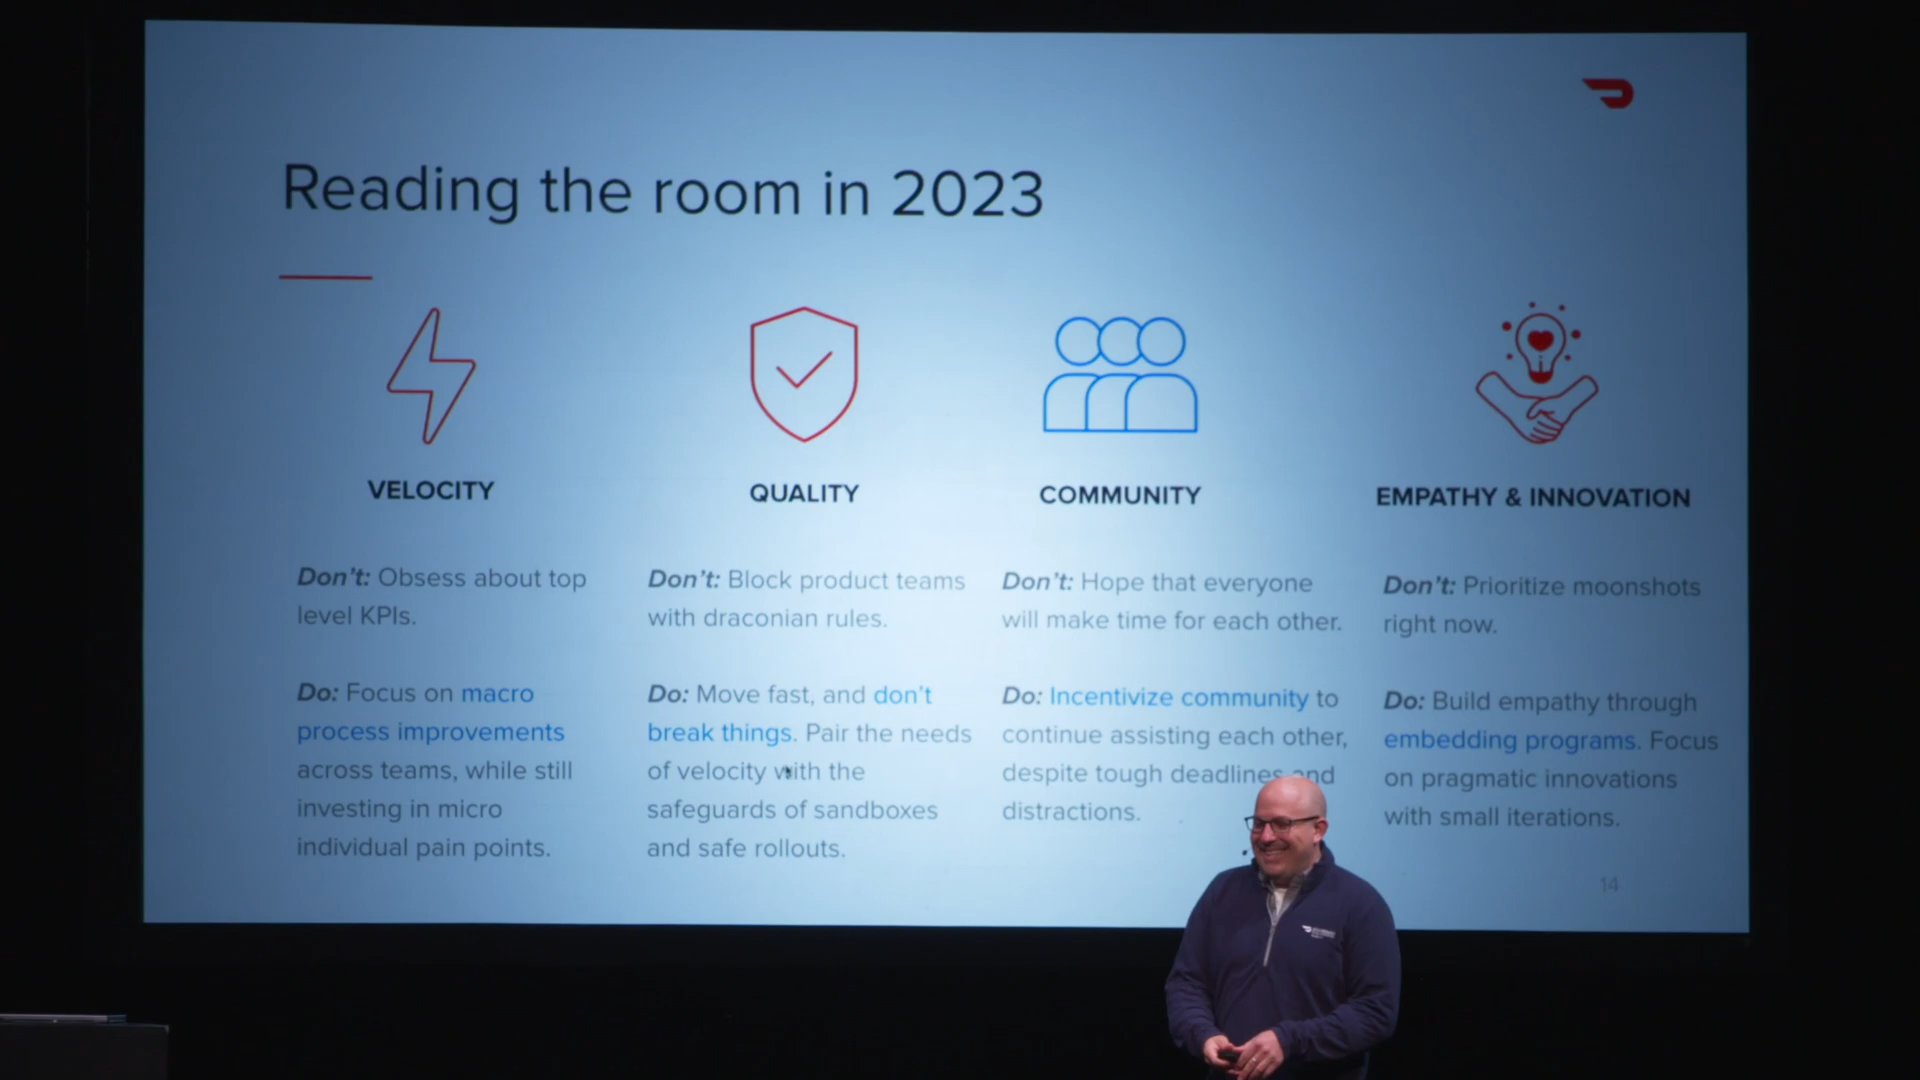 Reading the room in 2023
VELOCITY
Don't: Obsess about top
level KPIs.
Do: Focus on macro
process improvements
across teams, while still
investing in micro
individual pain points.
QUALITY
Don't: Block product teams
with draconian rules.
Do: Move fast, and don't
break things. Pair the needs
of velocity with the
safeguards of sandboxes
and safe rollouts.
COMMUNITY
Don't: Hope that everyone
will make time for each other.
Do: Incentivize community to
continue assisting each other,
despite tough deadlines and
distractions.
EMPATHY & INNOVATION
Don't: Prioritize moonshots
right now.
Do: Build empathy through
embedding programs. Focus
on pragmatic innovations
with small iterations.
14